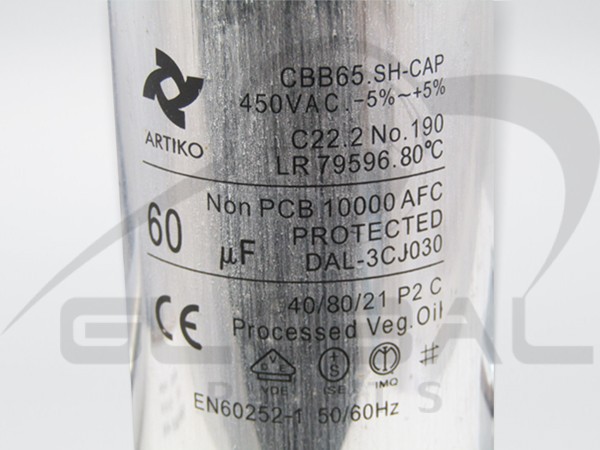 CBB65.SH-CAP
450VAC.-5%~+5%
ARTIKO
C22.2 No.190
LR 79596.80℃
Non PCB 10000 AFC
60 µF
PROTECTED
DAL-3CJ030
CE
40/80/21 P2 C
Processed Veg.Oil
VDE
IMQ
EN60252-1 50/60Hz
GLOBAL